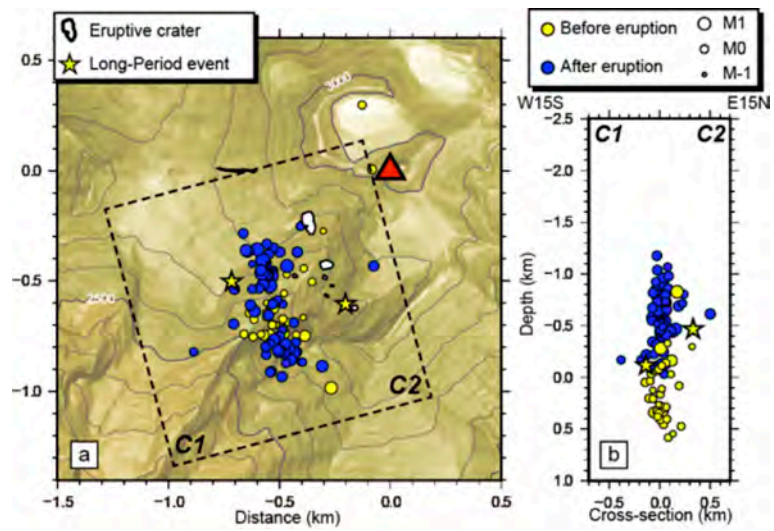 Eruptive crater
Long-Period event
Before eruption
After eruption
M1
M0
M-1
W15S
E15N
0.5
0.0
−0.5
−1.0
−1.5
−1.0
−0.5
0.0
0.5
Distance (km)
2500
C1
C2
a
C1
C2
−2.5
−2.0
−1.5
−1.0
−0.5
0.0
0.5
1.0
Depth (km)
−0.5
0.0
0.5
Cross-section (km)
b